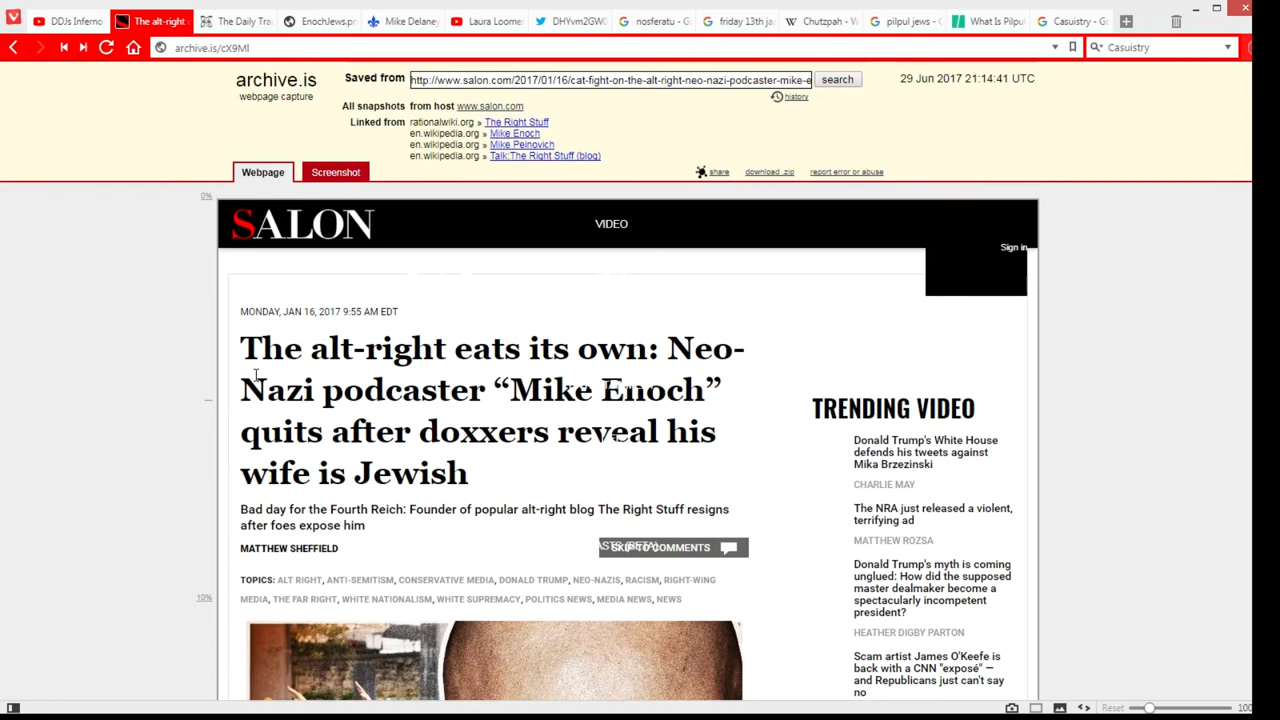 DDJs Inferno
The alt-right
The Daily Tra
EnochJews.pr
Mike Delaney
Laura Loome
DHYvm2GW
nosferatu - G
friday 13th ja
Chutzpah - W
pilpul jews - G
What Is Pilpu
Casuistry - Go
archive.is/cX9Ml
Casuistry
archive.is
webpage capture
Saved from
http://www.salon.com/2017/01/16/cat-fight-on-the-alt-right-neo-nazi-podcaster-mike-e
search
29 Jun 2017 21:14:41 UTC
history
All snapshots from host www.salon.com
Linked from rationalwiki.org » The Right Stuff
en.wikipedia.org » Mike Enoch
en.wikipedia.org » Mike Peinovich
en.wikipedia.org » Talk:The Right Stuff (blog)
Webpage
Screenshot
share
download .zip
report error or abuse
0%
SALON
VIDEO
Sign in
MONDAY, JAN 16, 2017 9:55 AM EDT
The alt-right eats its own: Neo-
Nazi podcaster “Mike Enoch”
quits after doxxers reveal his
wife is Jewish
Bad day for the Fourth Reich: Founder of popular alt-right blog The Right Stuff resigns
after foes expose him
MATTHEW SHEFFIELD
SKIP TO COMMENTS
TOPICS: ALT RIGHT, ANTI-SEMITISM, CONSERVATIVE MEDIA, DONALD TRUMP, NEO-NAZIS, RACISM, RIGHT-WING
MEDIA, THE FAR RIGHT, WHITE NATIONALISM, WHITE SUPREMACY, POLITICS NEWS, MEDIA NEWS, NEWS
10%
TRENDING VIDEO
Donald Trump's White House
defends his tweets against
Mika Brzezinski
CHARLIE MAY
The NRA just released a violent,
terrifying ad
MATTHEW ROZSA
Donald Trump's myth is coming
unglued: How did the supposed
master dealmaker become a
spectacularly incompetent
president?
HEATHER DIGBY PARTON
Scam artist James O'Keefe is
back with a CNN "exposé" —
and Republicans just can't say
no
Reset
100